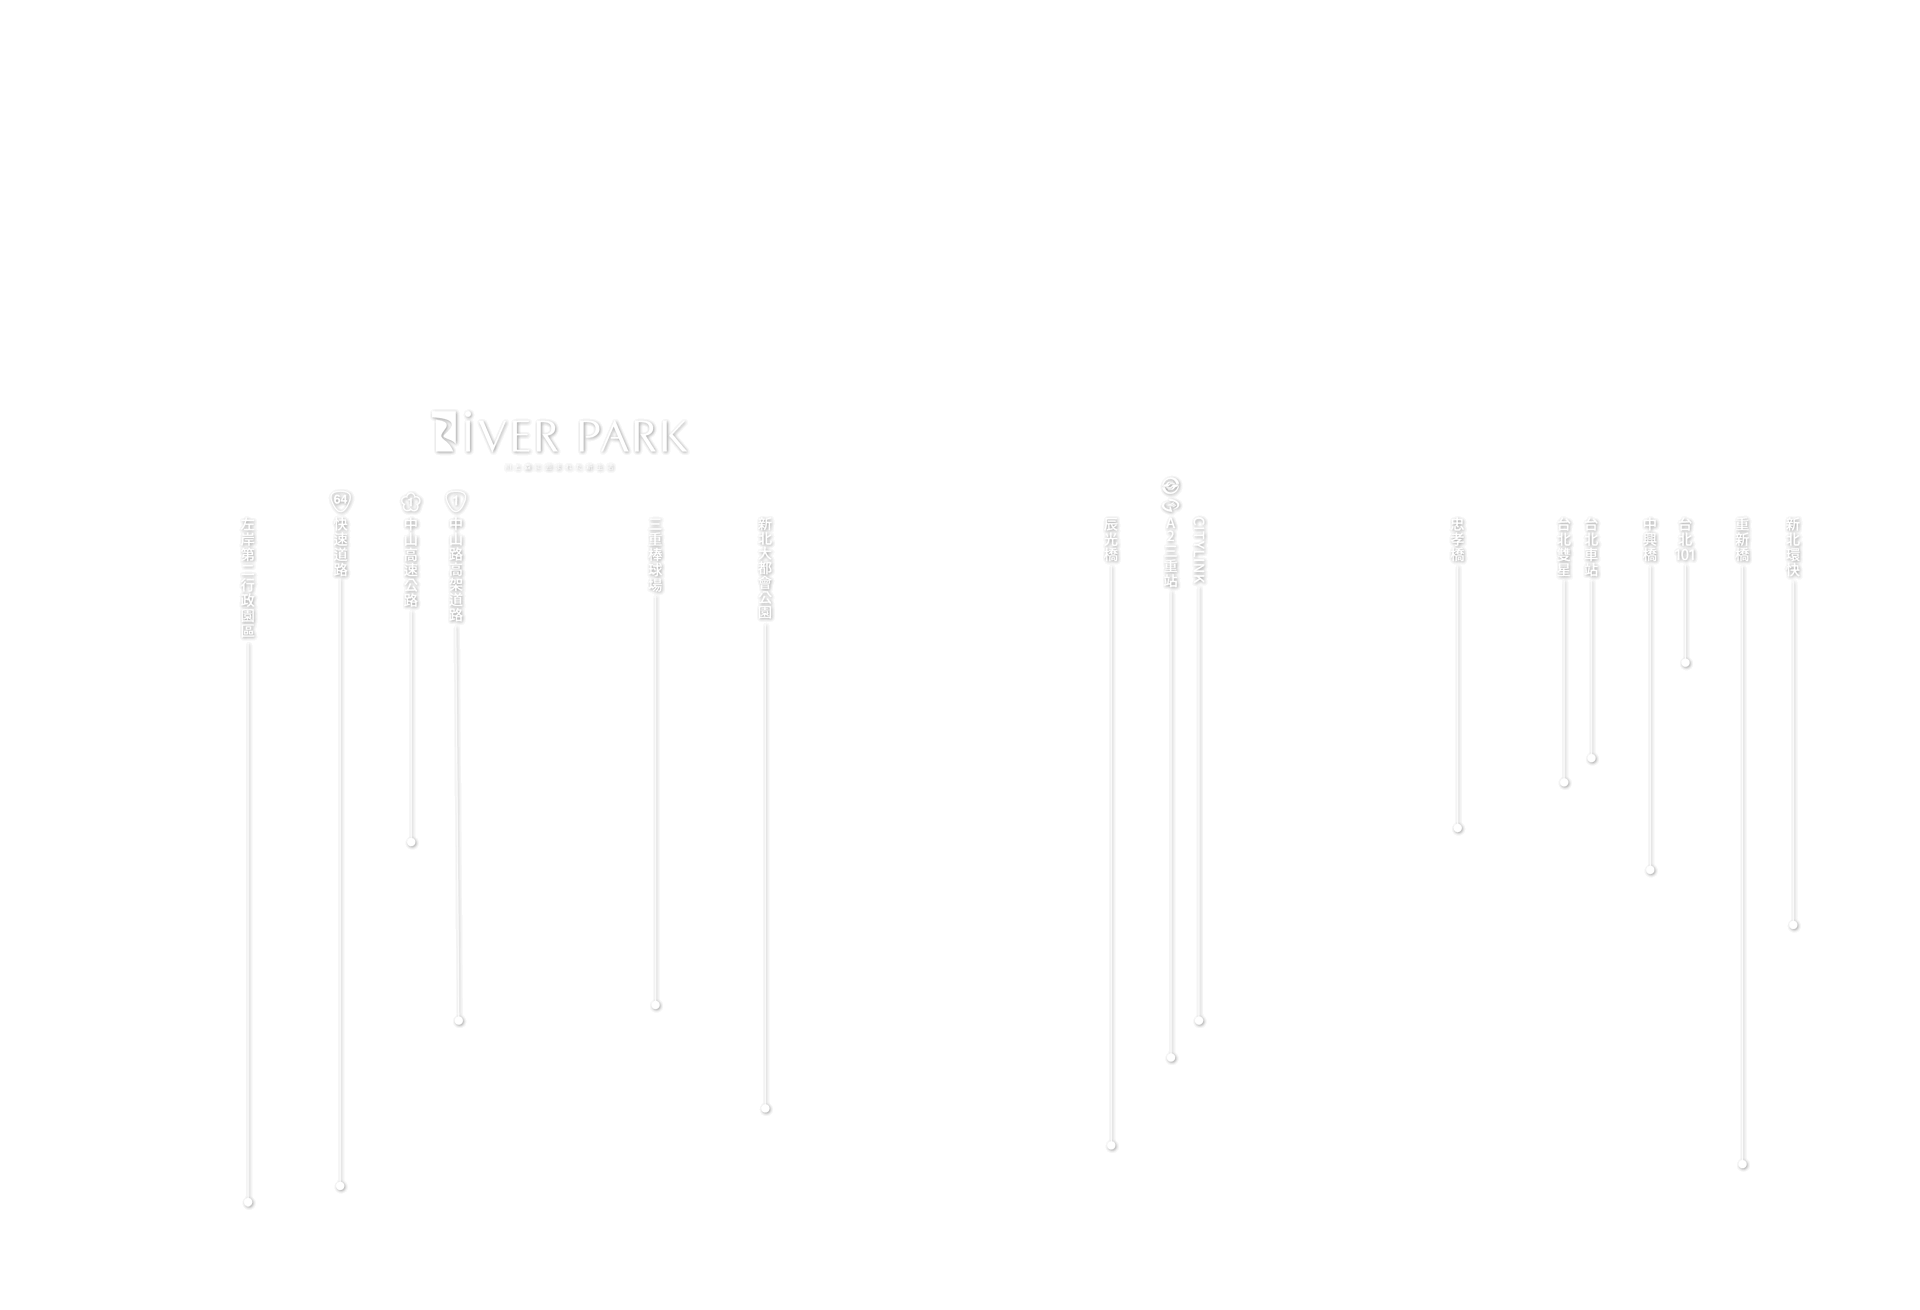 RiVER PARK
左岸第二行政園區
64
快速道路
1
中山高速公路
1
中山路高架道路
三重棒球場
新北大都會公園
辰光橋
A2三重站
CITYLINK
忠孝橋
台北雙星
台北車站
中興橋
台北101
重新橋
新北環快